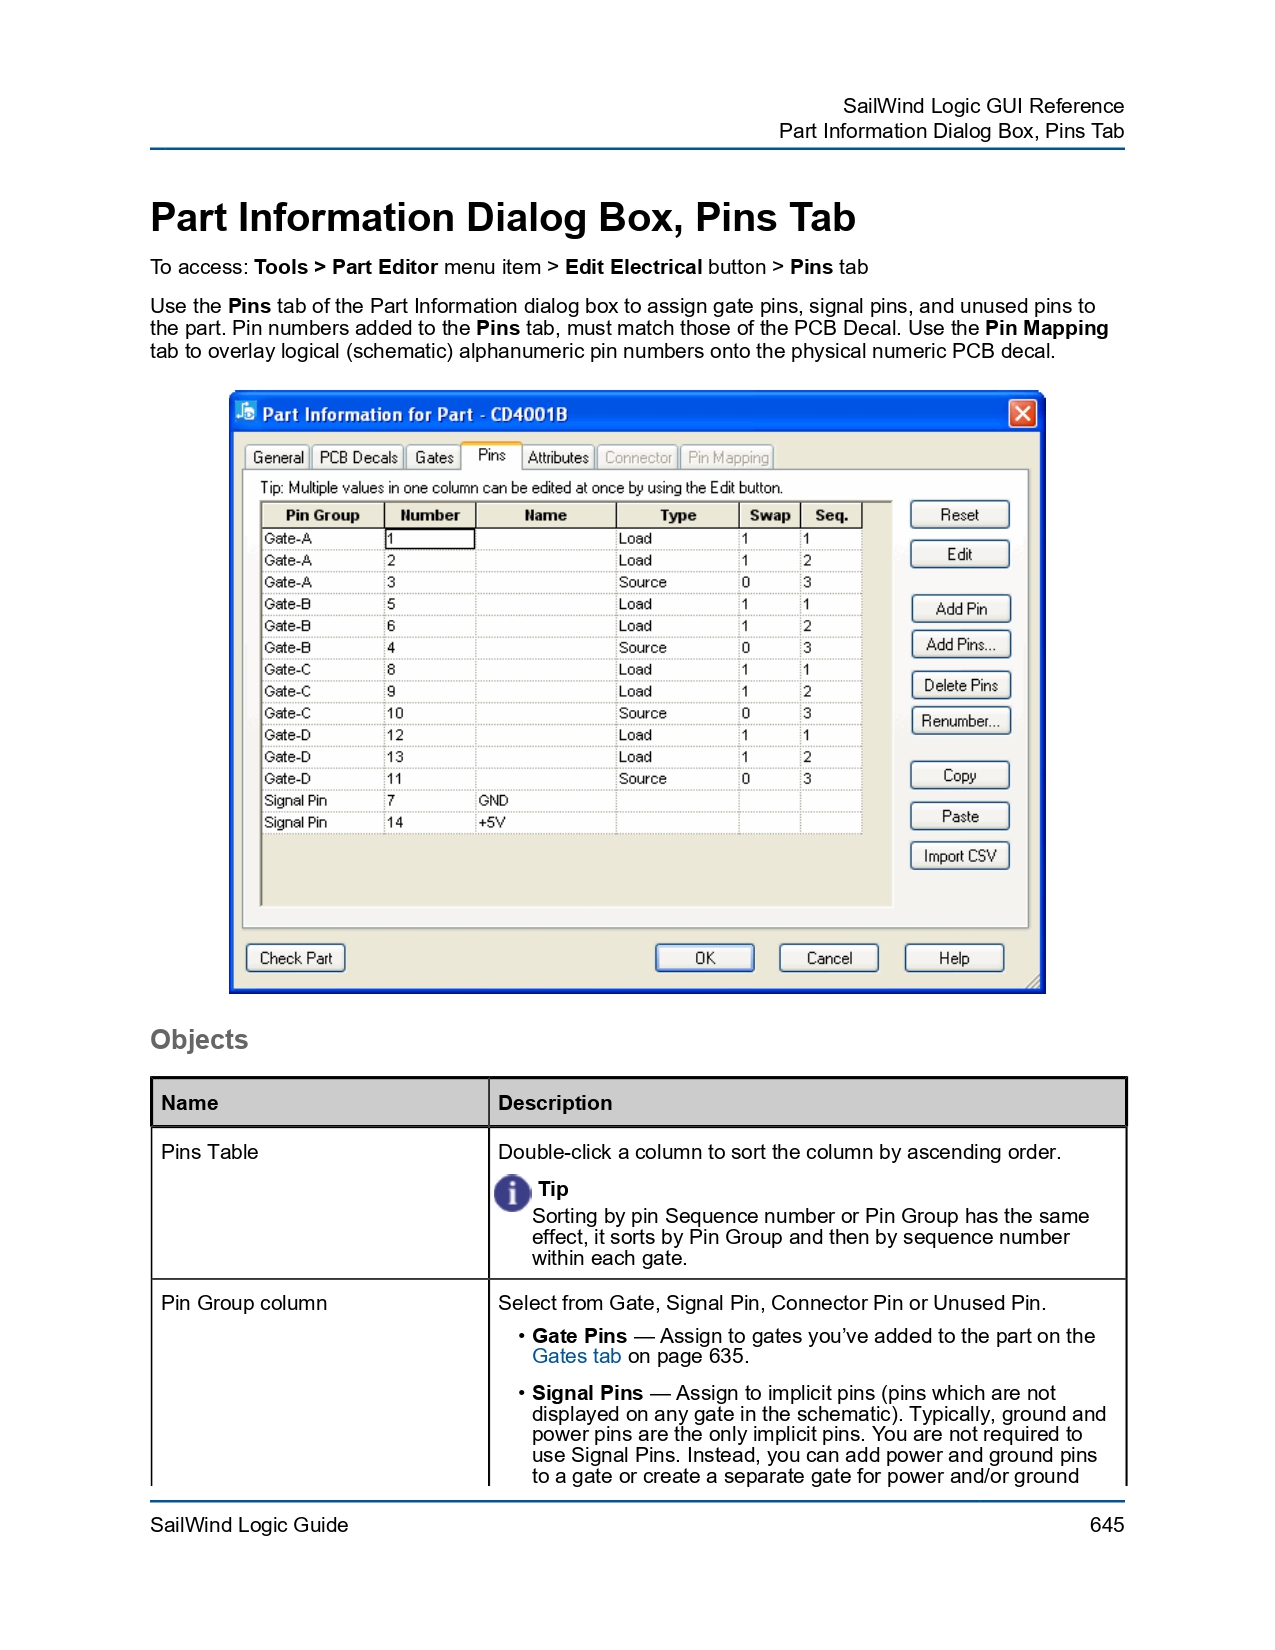 SailWind Logic GUI Reference
Part Information Dialog Box, Pins Tab
Part Information Dialog Box, Pins Tab
To access: Tools > Part Editor menu item > Edit Electrical button > Pins tab
Use the Pins tab of the Part Information dialog box to assign gate pins, signal pins, and unused pins to
the part. Pin numbers added to the Pins tab, must match those of the PCB Decal. Use the Pin Mapping
tab to overlay logical (schematic) alphanumeric pin numbers onto the physical numeric PCB decal.
Part Information for Part - CD4001B
General PCB Decals Gates Pins Attributes Connector Pin Mapping
Tip: Multiple values in one column can be edited at once by using the Edit button.
Pin Group Number Name Type Swap Seq.
Gate-A 1 Load 1 1
Gate-A 2 Load 1 2
Gate-A 3 Source 0 3
Gate-B 5 Load 1 1
Gate-B 6 Load 1 2
Gate-B 4 Source 0 3
Gate-C 8 Load 1 1
Gate-C 9 Load 1 2
Gate-C 10 Source 0 3
Gate-D 12 Load 1 1
Gate-D 13 Load 1 2
Gate-D 11 Source 0 3
Signal Pin 7 GND
Signal Pin 14 +5V
Reset
Edit
Add Pin
Add Pins...
Delete Pins
Renumber...
Copy
Paste
Import CSV
Check Part OK Cancel Help
Objects
Name Description
Pins Table Double-click a column to sort the column by ascending order.
Tip
Sorting by pin Sequence number or Pin Group has the same
effect, it sorts by Pin Group and then by sequence number
within each gate.
Pin Group column Select from Gate, Signal Pin, Connector Pin or Unused Pin.
• Gate Pins — Assign to gates you’ve added to the part on the
Gates tab on page 635.
• Signal Pins — Assign to implicit pins (pins which are not
displayed on any gate in the schematic). Typically, ground and
power pins are the only implicit pins. You are not required to
use Signal Pins. Instead, you can add power and ground pins
to a gate or create a separate gate for power and/or ground
SailWind Logic Guide 645